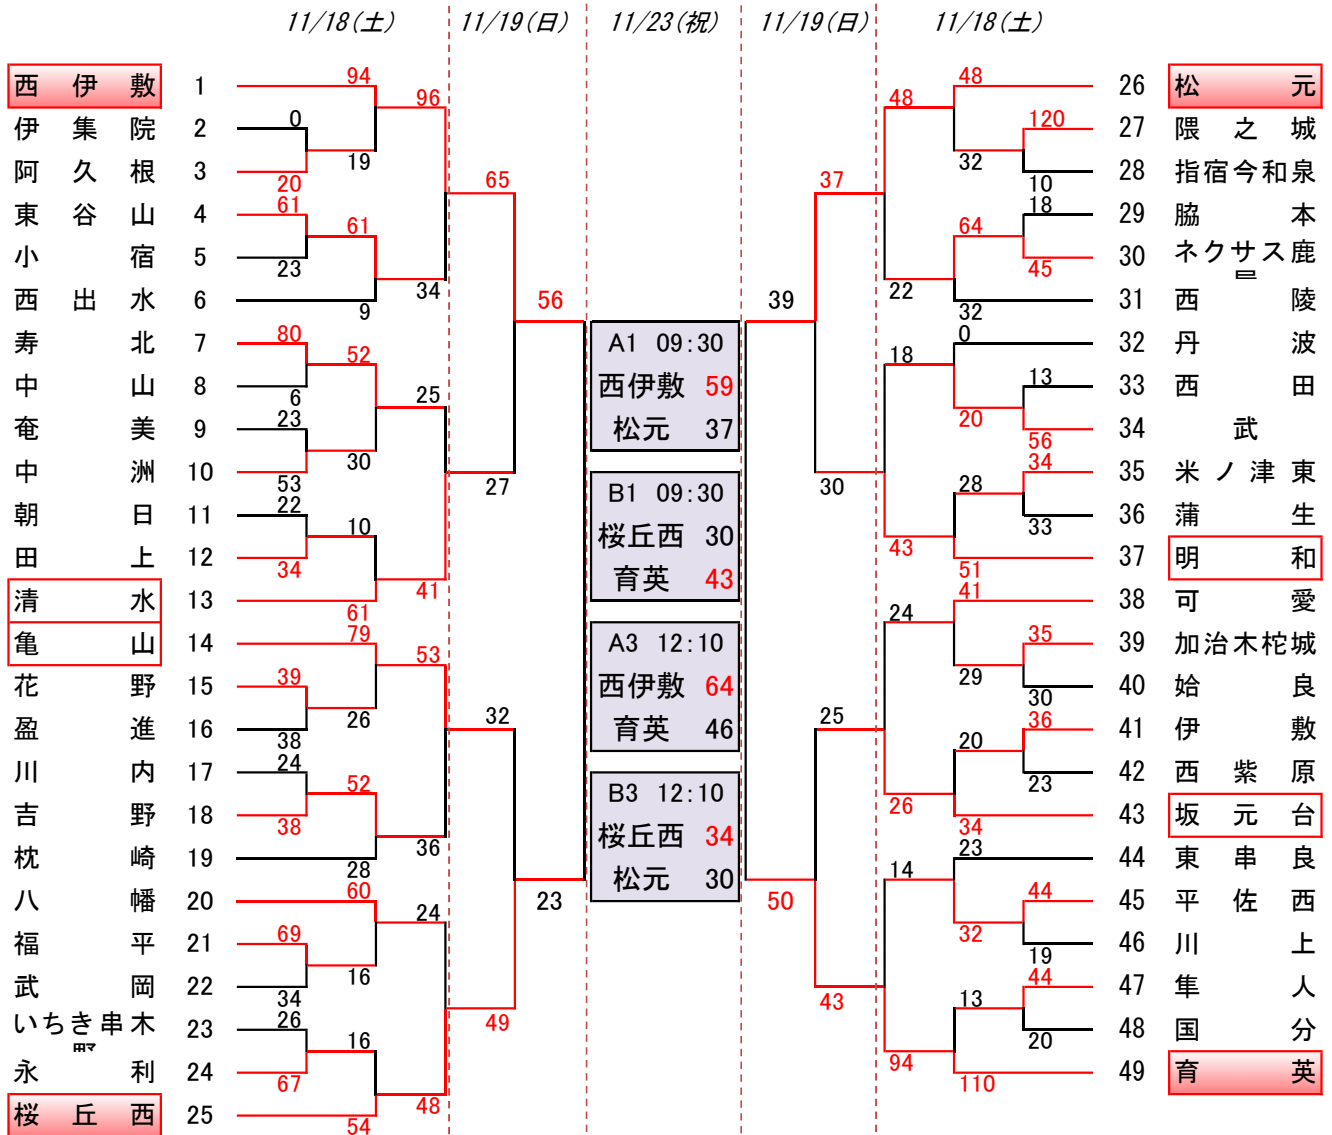 11/18(土) 11/19(日) 11/23(祝) 11/19(日) 11/18(土)
西伊敷 1 94
96
伊集院 2 0
19
阿久根 3 20
65
東谷山 4 61
61
小宿 5 23
34
西出水 6 9
56
寿北 7 80
52
中山 8 6
25
奄美 9 23
30
中洲 10 53
27
朝日 11 22
10
田上 12 34
41
清水 13 61
亀山 14 79
53
花野 15 39
26
盈進 16 38
32
川内 17 24
52
吉野 18 38
36
枕崎 19 28
23
八幡 20 60
24
福平 21 69
16
武岡 22 34
49
いちき串木野 23 26
16
永利 24 67
48
桜丘西 25 54
A1 09:30
西伊敷 59
松元 37
B1 09:30
桜丘西 30
育英 43
A3 12:10
西伊敷 64
育英 46
B3 12:10
桜丘西 34
松元 30
48 26 松元
48
120 27 隈之城
32
10 28 指宿今和泉
37
18 29 脇本
64
45 30 ネクサス鹿屋
22
32 31 西陵
39
0 32 丹波
18
13 33 西田
20
56 34 武
30
34 35 米ノ津東
28
33 36 蒲生
43
51 37 明和
41 38 可愛
24
35 39 加治木柁城
29
30 40 姶良
25
36 41 伊敷
20
23 42 西紫原
26
34 43 坂元台
50
23 44 東串良
14
44 45 平佐西
32
19 46 川上
43
44 47 隼人
13
20 48 国分
94
110 49 育英